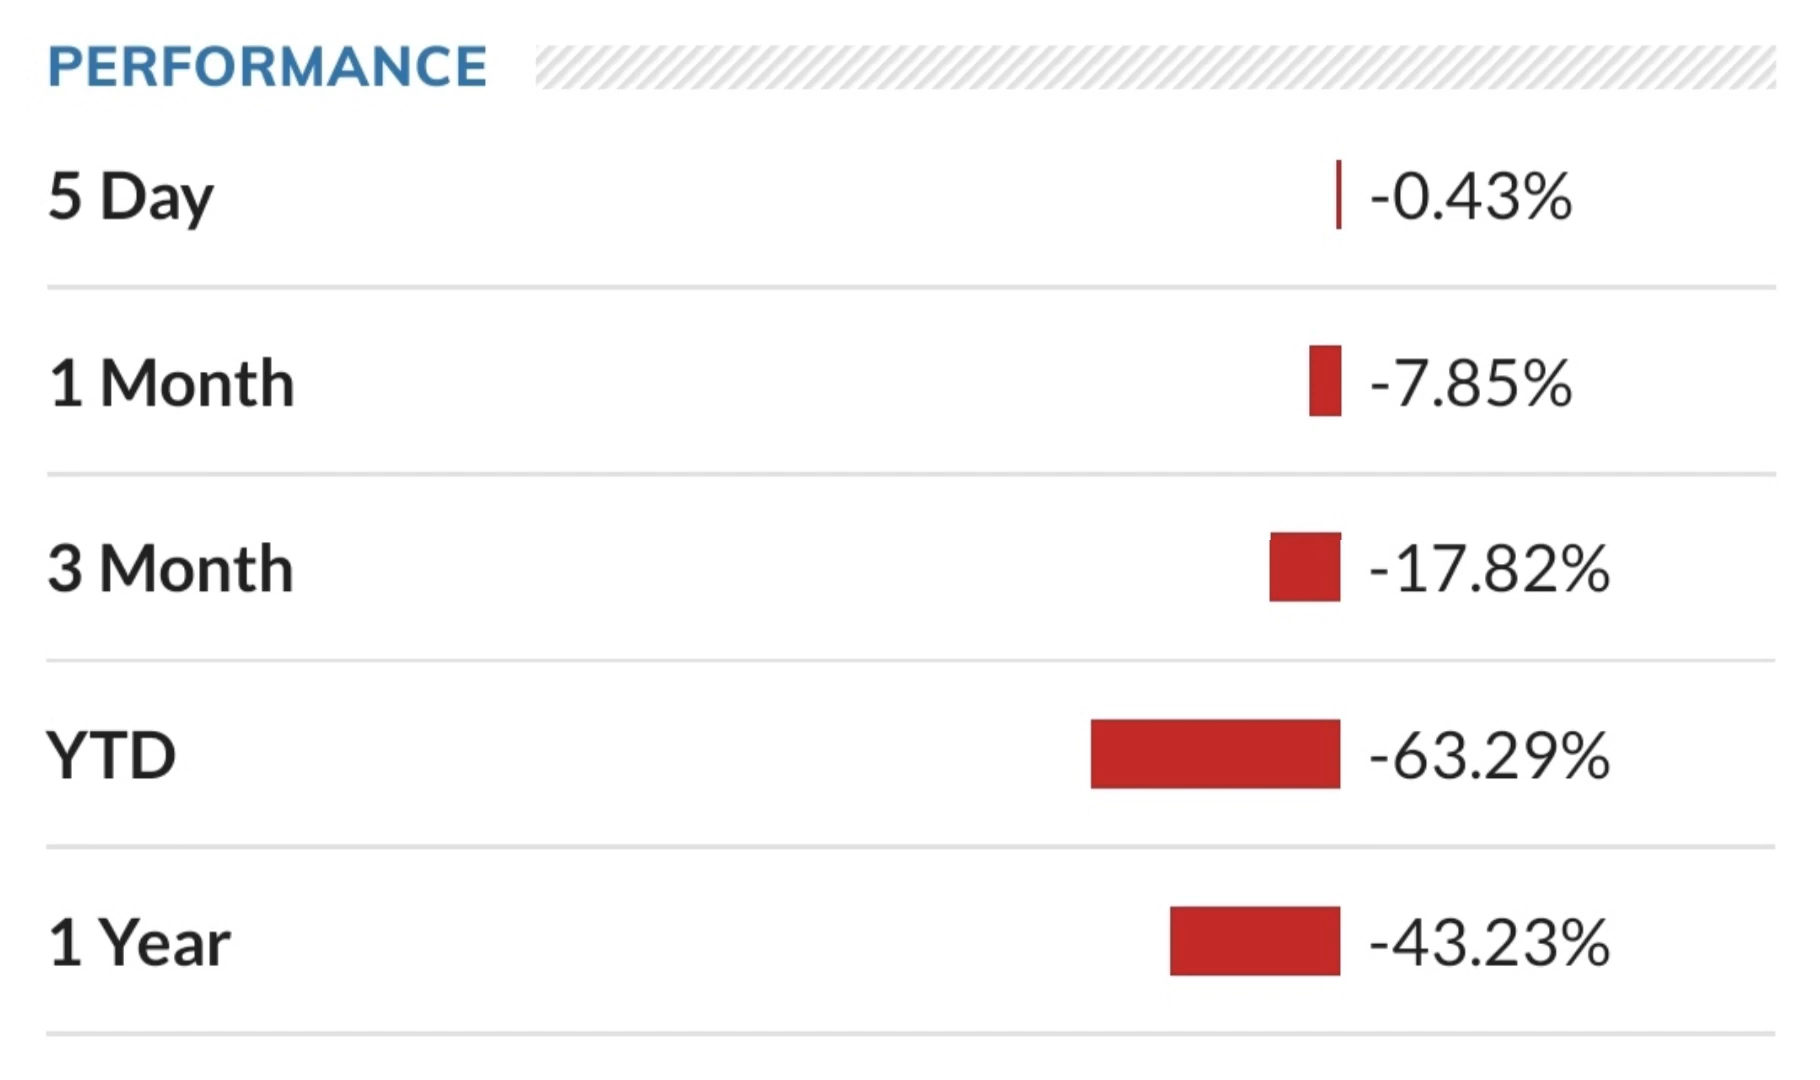 PERFORMANCE
5 Day -0.43%
1 Month -7.85%
3 Month -17.82%
YTD -63.29%
1 Year -43.23%